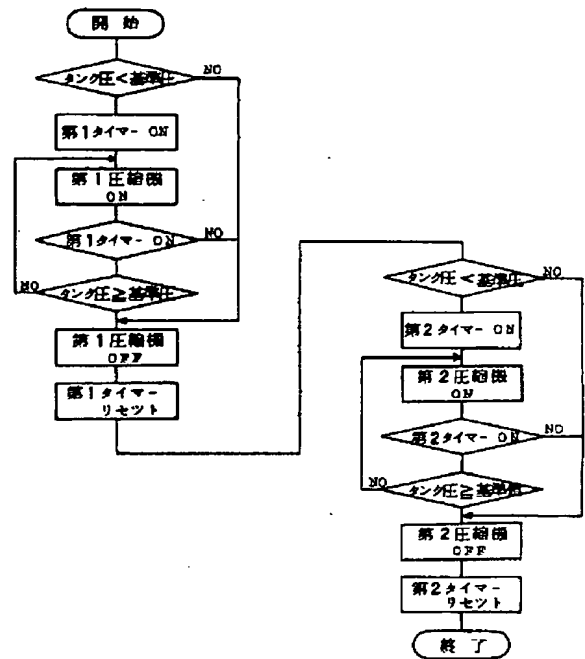 開始
タンク圧<基準圧
NO
第1タイマー ON
第1圧縮機
ON
第1タイマー ON
NO
タンク圧≧基準圧
NO
第1圧縮機
OFF
第1タイマー
リセット
タンク圧<基準圧
NO
第2タイマー ON
第2圧縮機
ON
第2タイマー ON
NO
タンク圧≧基準値
NO
第2圧縮機
OFF
第2タイマー
リセット
終了